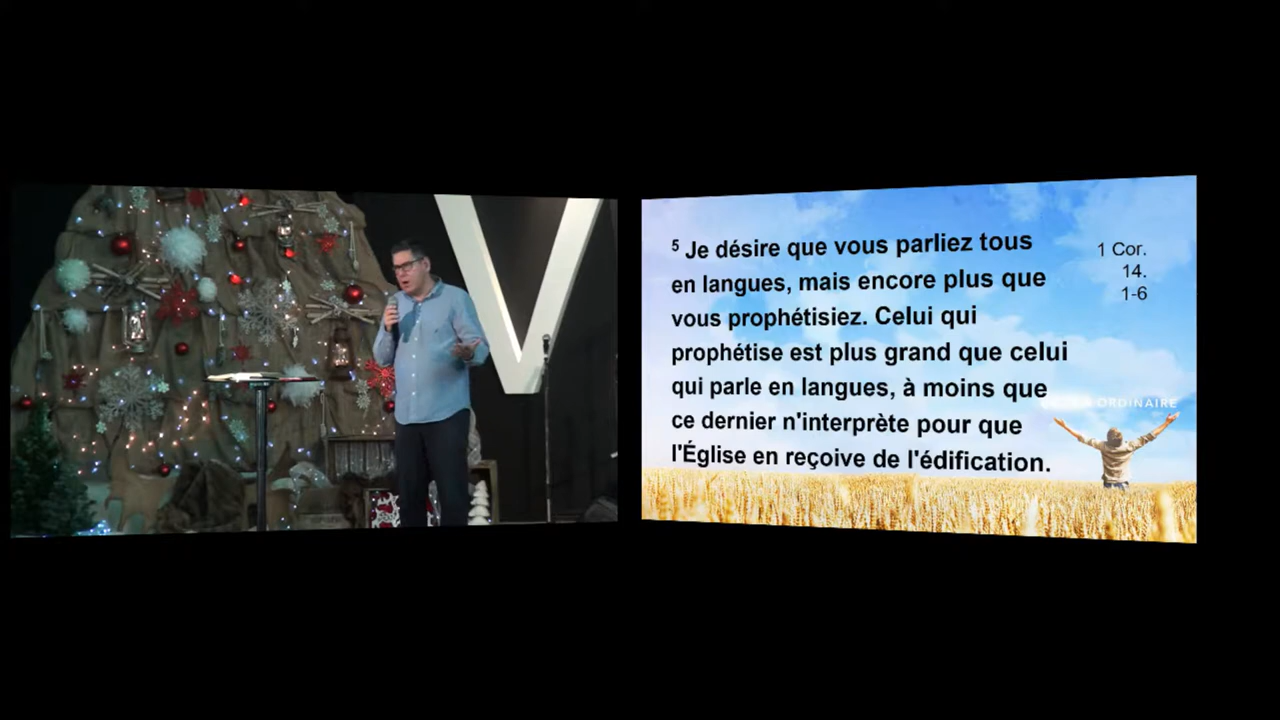 V
⁵ Je désire que vous parliez tous
en langues, mais encore plus que
vous prophétisiez. Celui qui
prophétise est plus grand que celui
qui parle en langues, à moins que
ce dernier n'interprète pour que
l'Église en reçoive de l'édification.
1 Cor.
14.
1-6
ORDINAIRE